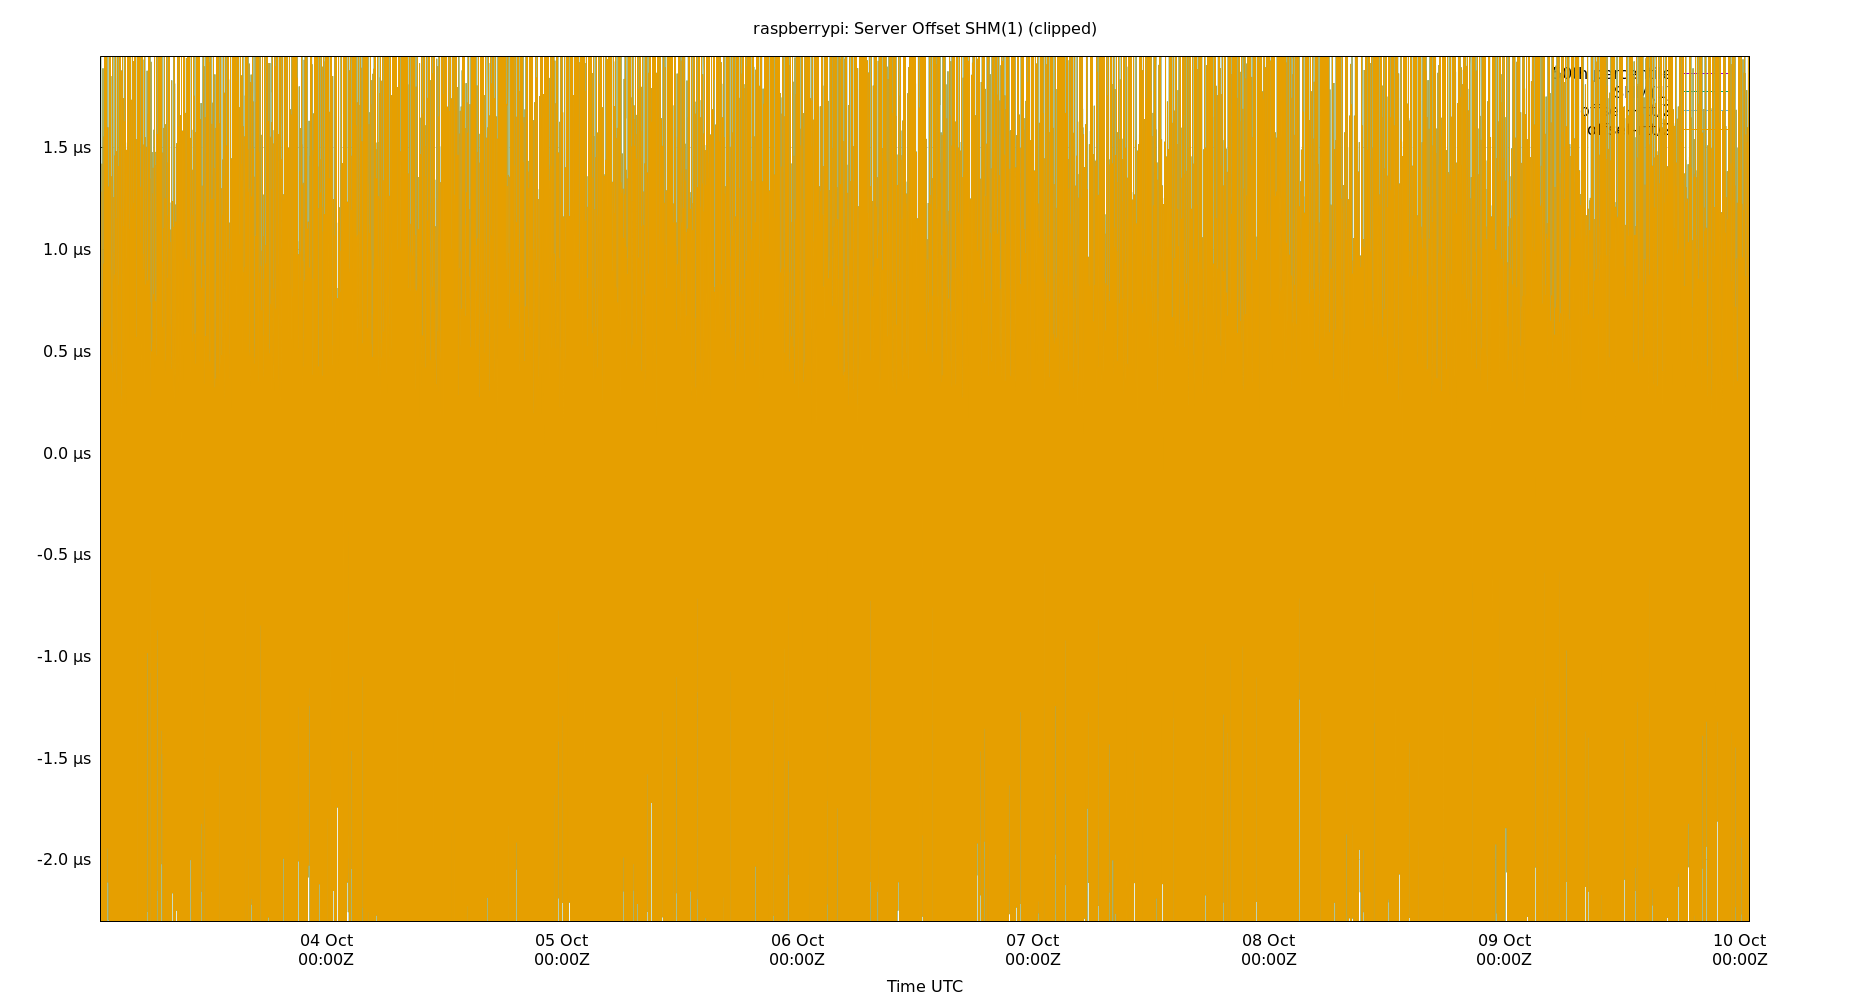 raspberrypi: Server Offset SHM(1) (clipped)
1.5 µs
1.0 µs
0.5 µs
0.0 µs
-0.5 µs
-1.0 µs
-1.5 µs
-2.0 µs
04 Oct 05 Oct 06 Oct 07 Oct 08 Oct 09 Oct 10 Oct
00:00Z 00:00Z 00:00Z 00:00Z 00:00Z 00:00Z 00:00Z
Time UTC